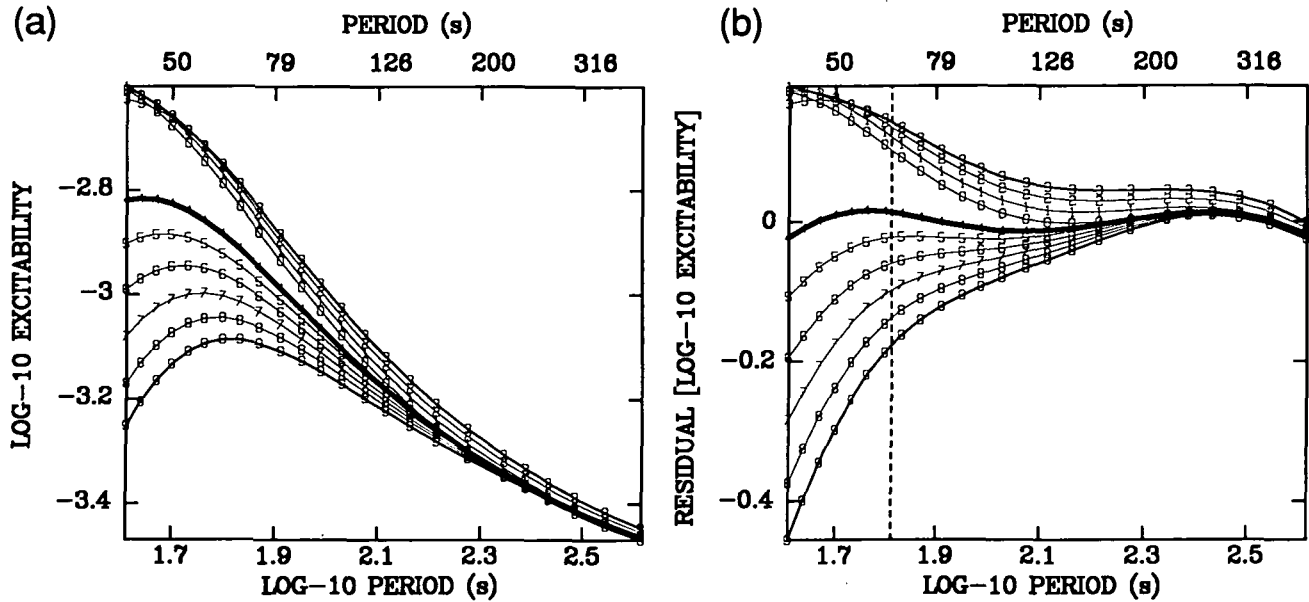 (a)
PERIOD (s)
50 79 126 200 316
LOG-10 EXCITABILITY
-2.8
-3
-3.2
-3.4
1.7 1.9 2.1 2.3 2.5
LOG-10 PERIOD (s)
(b)
PERIOD (s)
50 79 126 200 316
RESIDUAL [LOG-10 EXCITABILITY]
0
-0.2
-0.4
1.7 1.9 2.1 2.3 2.5
LOG-10 PERIOD (s)